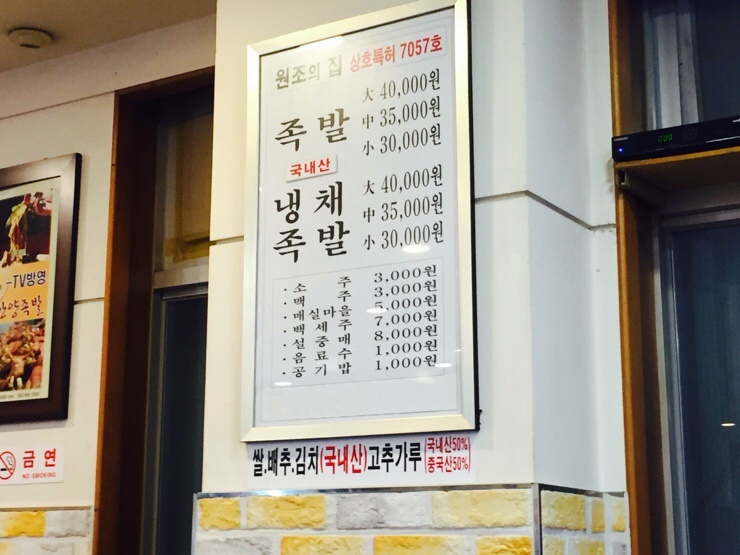 원조의 집 상호특허 7057호
족발
大 40,000원
中 35,000원
小 30,000원
국내산
냉채
족발
大 40,000원
中 35,000원
小 30,000원
· 소 주 3,000원
· 맥 주 3,000원
· 매실마을 5,000원
· 백세주 7,000원
· 설중매 8,000원
· 음료수 1,000원
· 공기밥 1,000원
쌀.배추.김치(국내산)고추가루(국내산50% 중국산50%)
-TV방영
양족발
금연
NO SMOKING